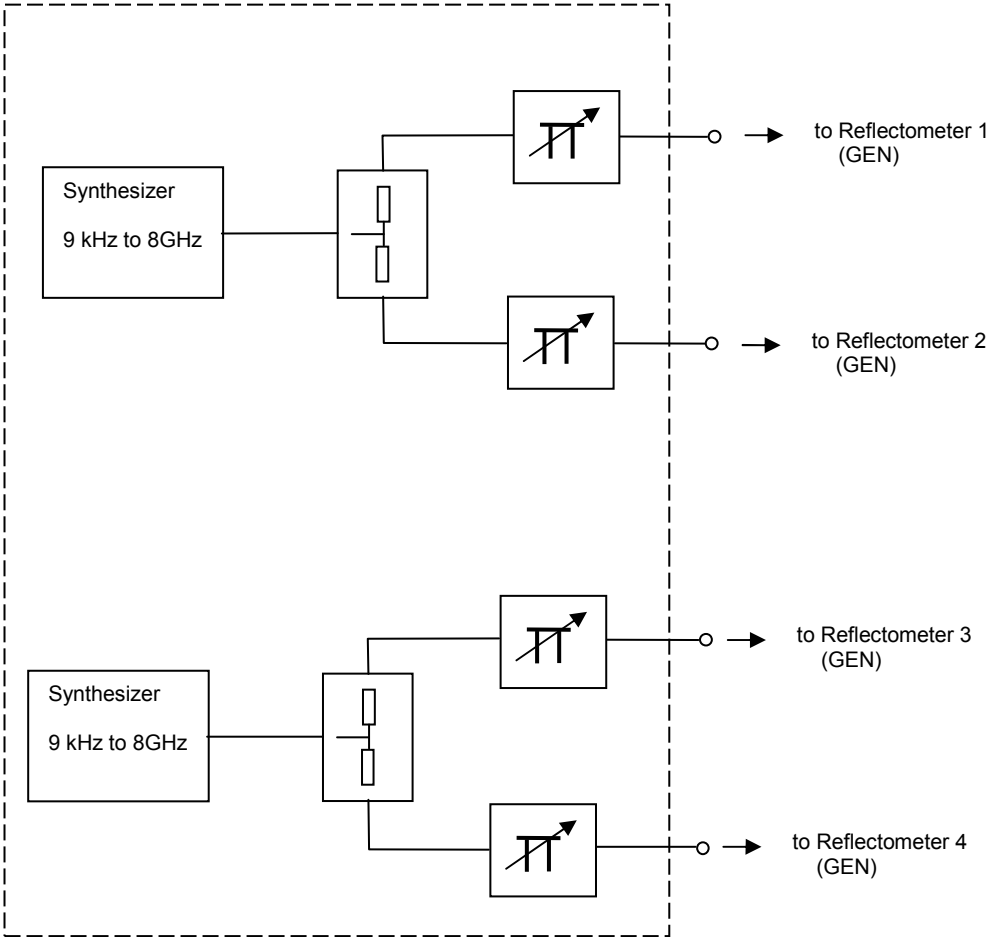 to Reflectometer 1
(GEN)
Synthesizer
9 kHz to 8GHz
to Reflectometer 2
(GEN)
to Reflectometer 3
(GEN)
Synthesizer
9 kHz to 8GHz
to Reflectometer 4
(GEN)